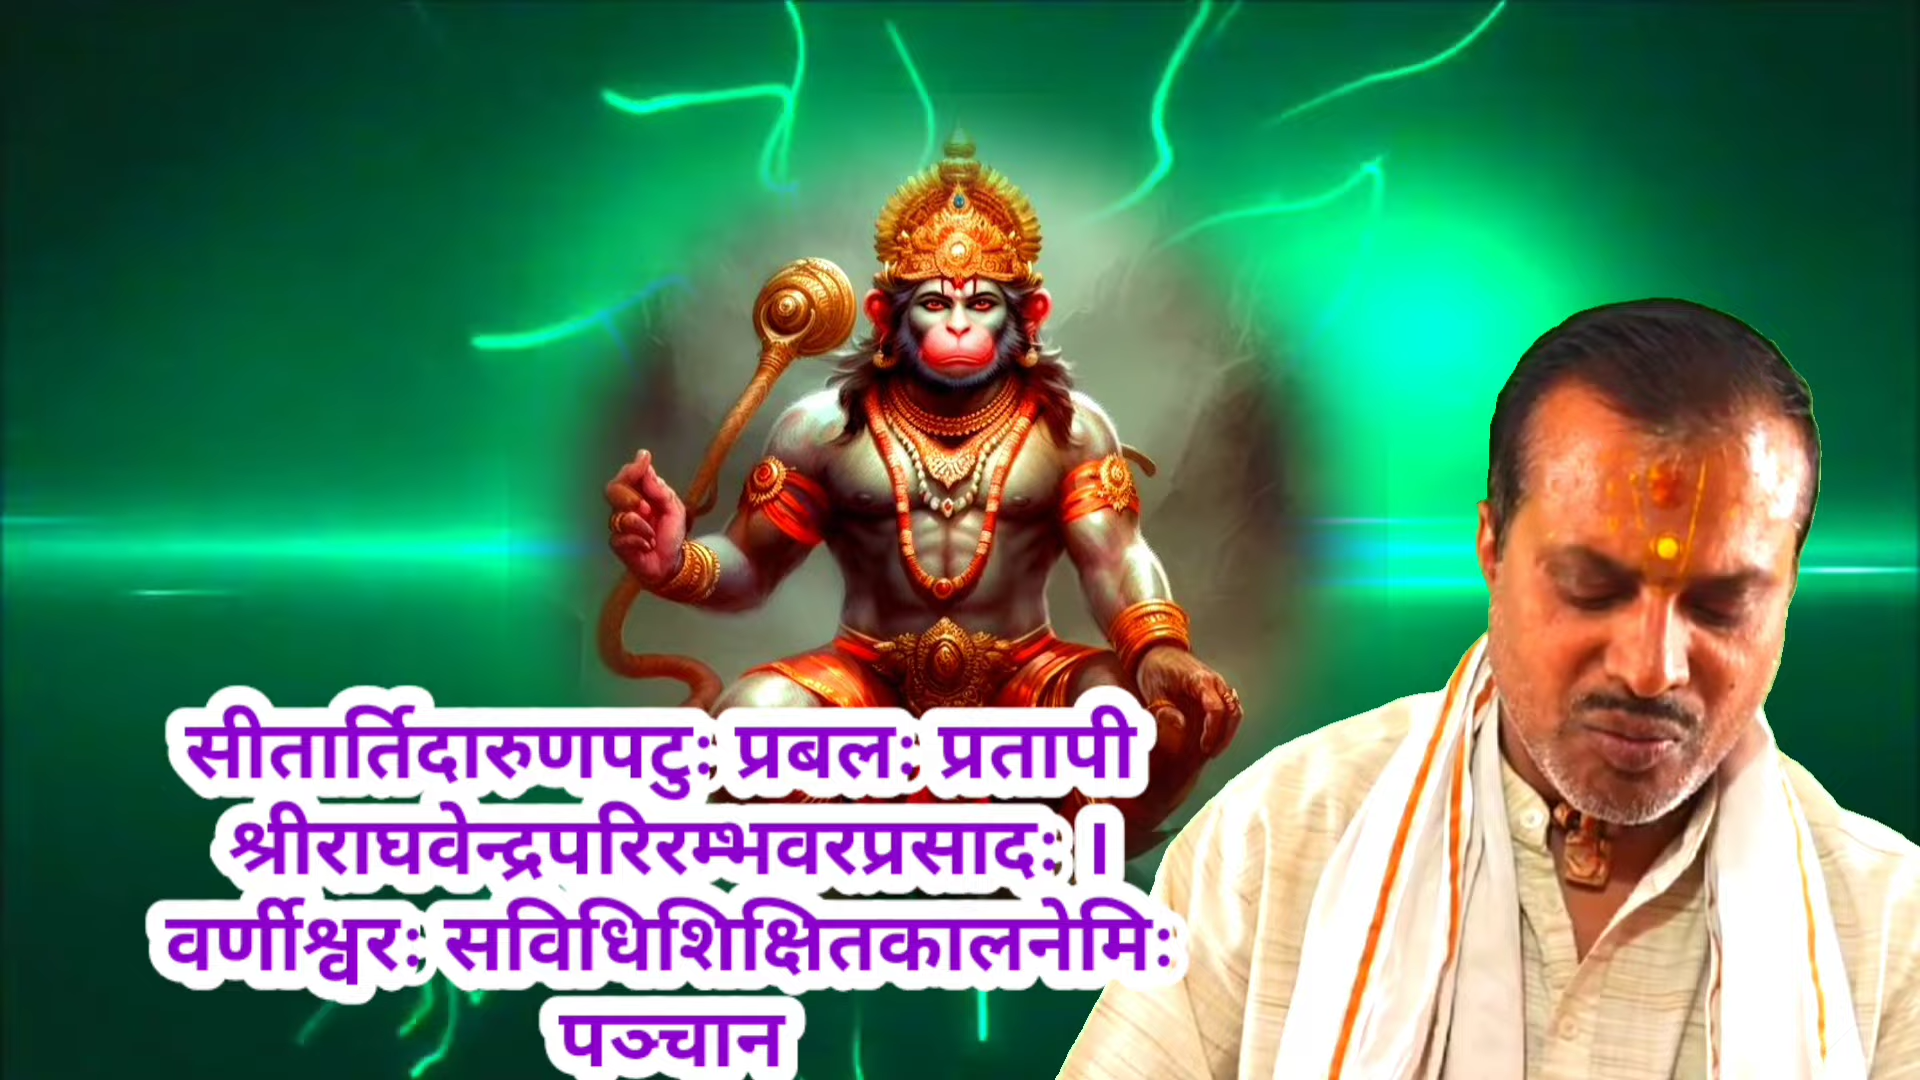 सीतार्तिदारुणपटुः प्रबलः प्रतापी
श्रीराघवेन्द्रपरिरम्भवरप्रसादः ।
वर्णीश्वरः सविधिशिक्षितकालनेमिः
पञ्चान